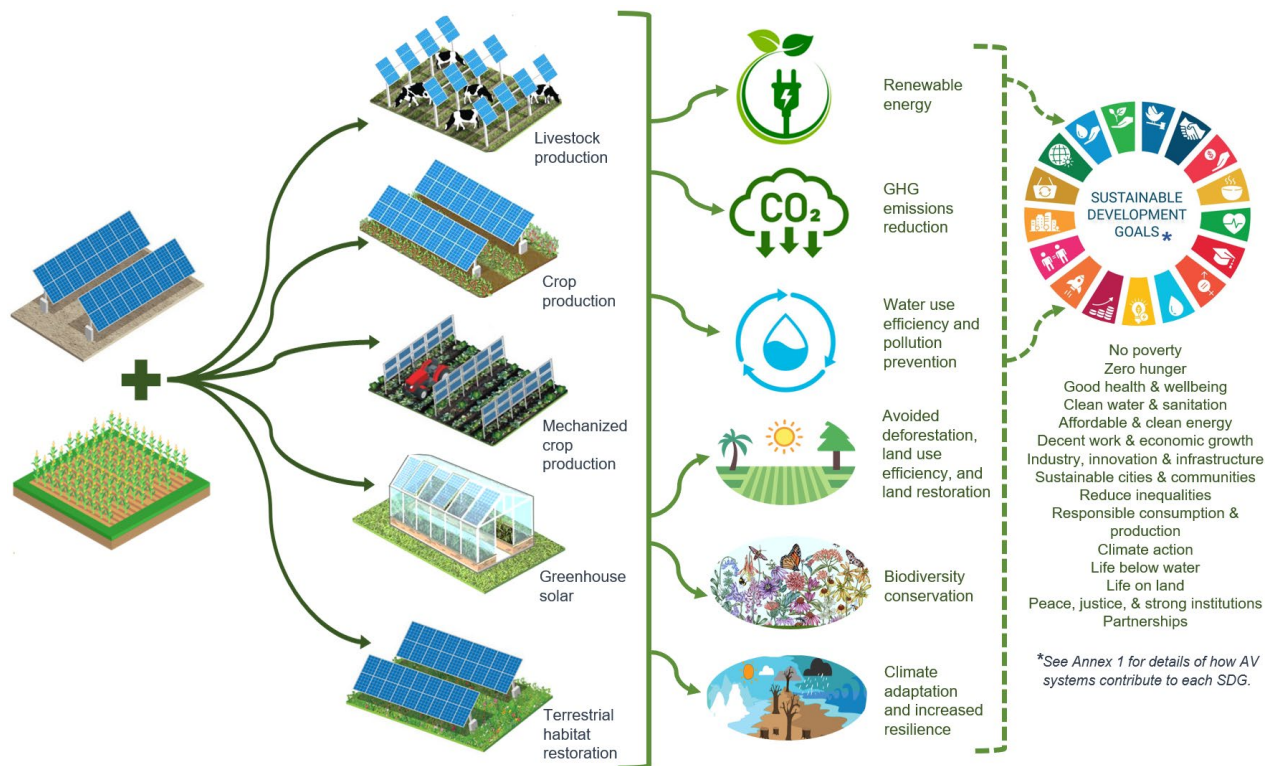 Livestock
production
Crop
production
Mechanized
crop
production
Greenhouse
solar
Terrestrial
habitat
restoration
Renewable
energy
CO₂
GHG
emissions
reduction
Water use
efficiency and
pollution
prevention
Avoided
deforestation,
land use
efficiency, and
land restoration
Biodiversity
conservation
Climate
adaptation
and increased
resilience
SUSTAINABLE
DEVELOPMENT
GOALS *
No poverty
Zero hunger
Good health & wellbeing
Clean water & sanitation
Affordable & clean energy
Decent work & economic growth
Industry, innovation & infrastructure
Sustainable cities & communities
Reduce inequalities
Responsible consumption &
production
Climate action
Life below water
Life on land
Peace, justice, & strong institutions
Partnerships
*See Annex 1 for details of how AV
systems contribute to each SDG.